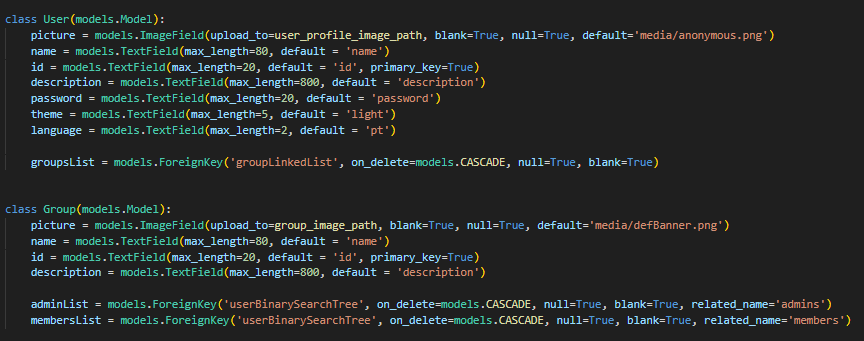 class User(models.Model):
    picture = models.ImageField(upload_to=user_profile_image_path, blank=True, null=True, default='media/anonymous.png')
    name = models.TextField(max_length=80, default = 'name')
    id = models.TextField(max_length=20, default = 'id', primary_key=True)
    description = models.TextField(max_length=800, default = 'description')
    password = models.TextField(max_length=20, default = 'password')
    theme = models.TextField(max_length=5, default = 'light')
    language = models.TextField(max_length=2, default = 'pt')
    groupsList = models.ForeignKey('groupLinkedList', on_delete=models.CASCADE, null=True, blank=True)
class Group(models.Model):
    picture = models.ImageField(upload_to=group_image_path, blank=True, null=True, default='media/defBanner.png')
    name = models.TextField(max_length=80, default = 'name')
    id = models.TextField(max_length=20, default = 'id', primary_key=True)
    description = models.TextField(max_length=800, default = 'description')
    adminList = models.ForeignKey('userBinarySearchTree', on_delete=models.CASCADE, null=True, blank=True, related_name='admins')
    membersList = models.ForeignKey('userBinarySearchTree', on_delete=models.CASCADE, null=True, blank=True, related_name='members')